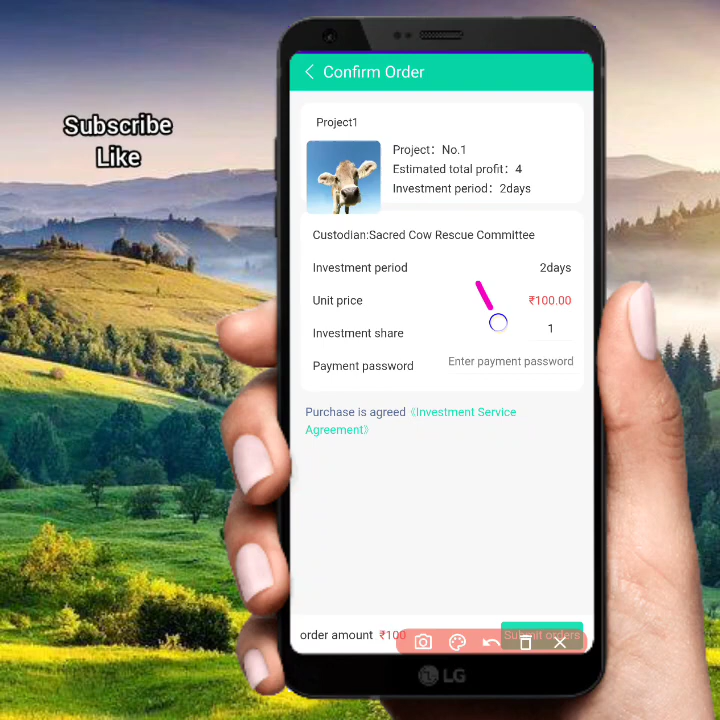 Confirm Order
Subscribe
Like
Project1
Project：No.1
Estimated total profit：4
Investment period：2days
Custodian:Sacred Cow Rescue Committee
Investment period 2days
Unit price ₹100.00
Investment share 1
Payment password Enter payment password
Purchase is agreed 《Investment Service
Agreement》
order amount ₹100
Submit orders
LG